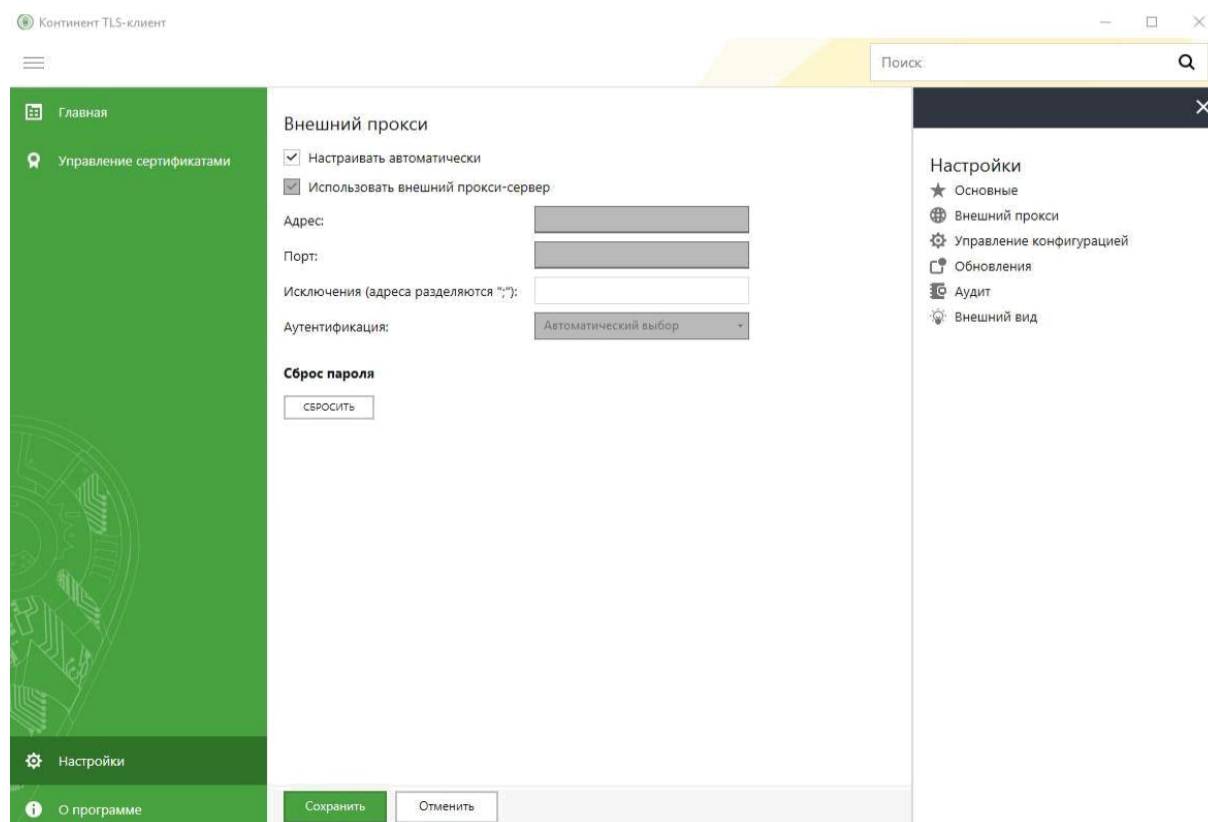 Континент TLS-клиент
Поиск
Главная
Управление сертификатами
Внешний прокси
Настраивать автоматически
Использовать внешний прокси-сервер
Адрес:
Порт:
Исключения (адреса разделяются ";"):
Аутентификация:
Автоматический выбор
Сброс пароля
СБРОСИТЬ
Настройки
Основные
Внешний прокси
Управление конфигурацией
Обновления
Аудит
Внешний вид
Настройки
О программе
Сохранить
Отменить